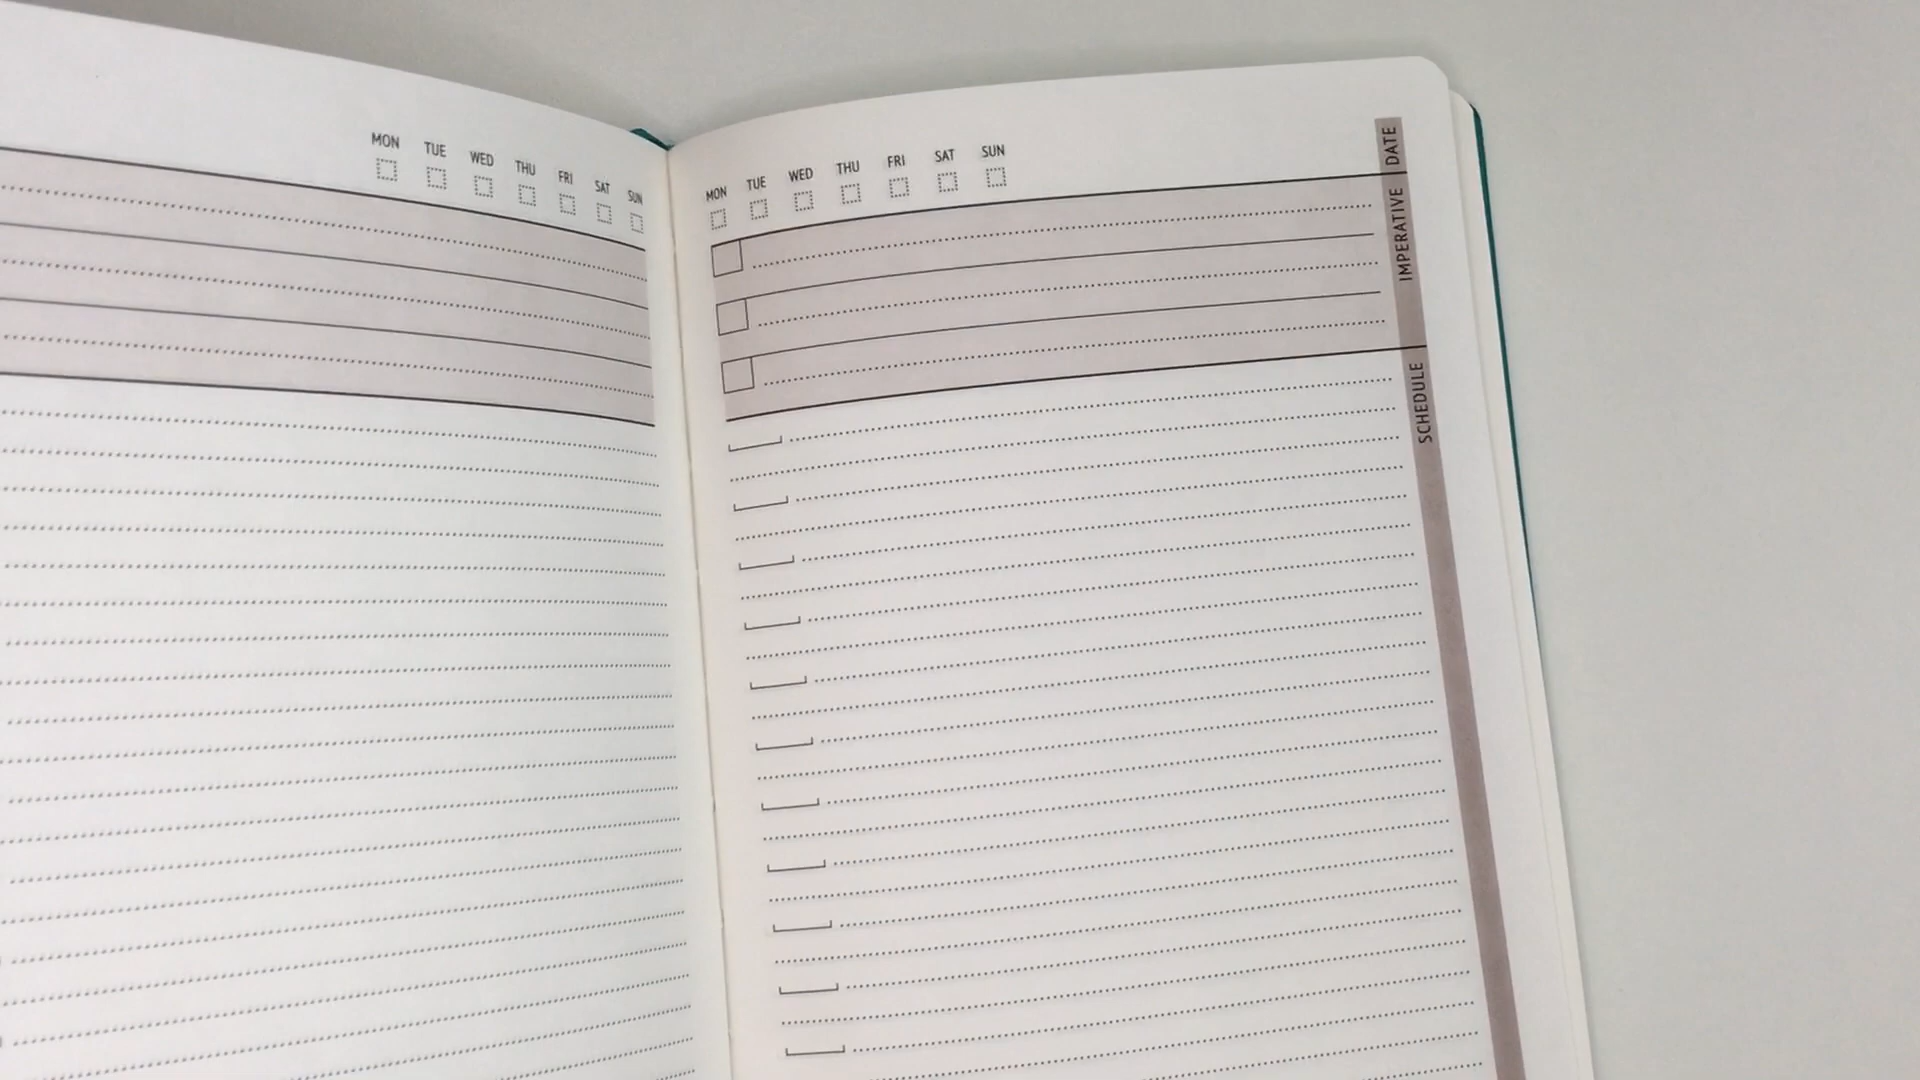 MON TUE WED THU FRI SAT SUN
MON TUE WED THU FRI SAT SUN
DATE
IMPERATIVE
SCHEDULE